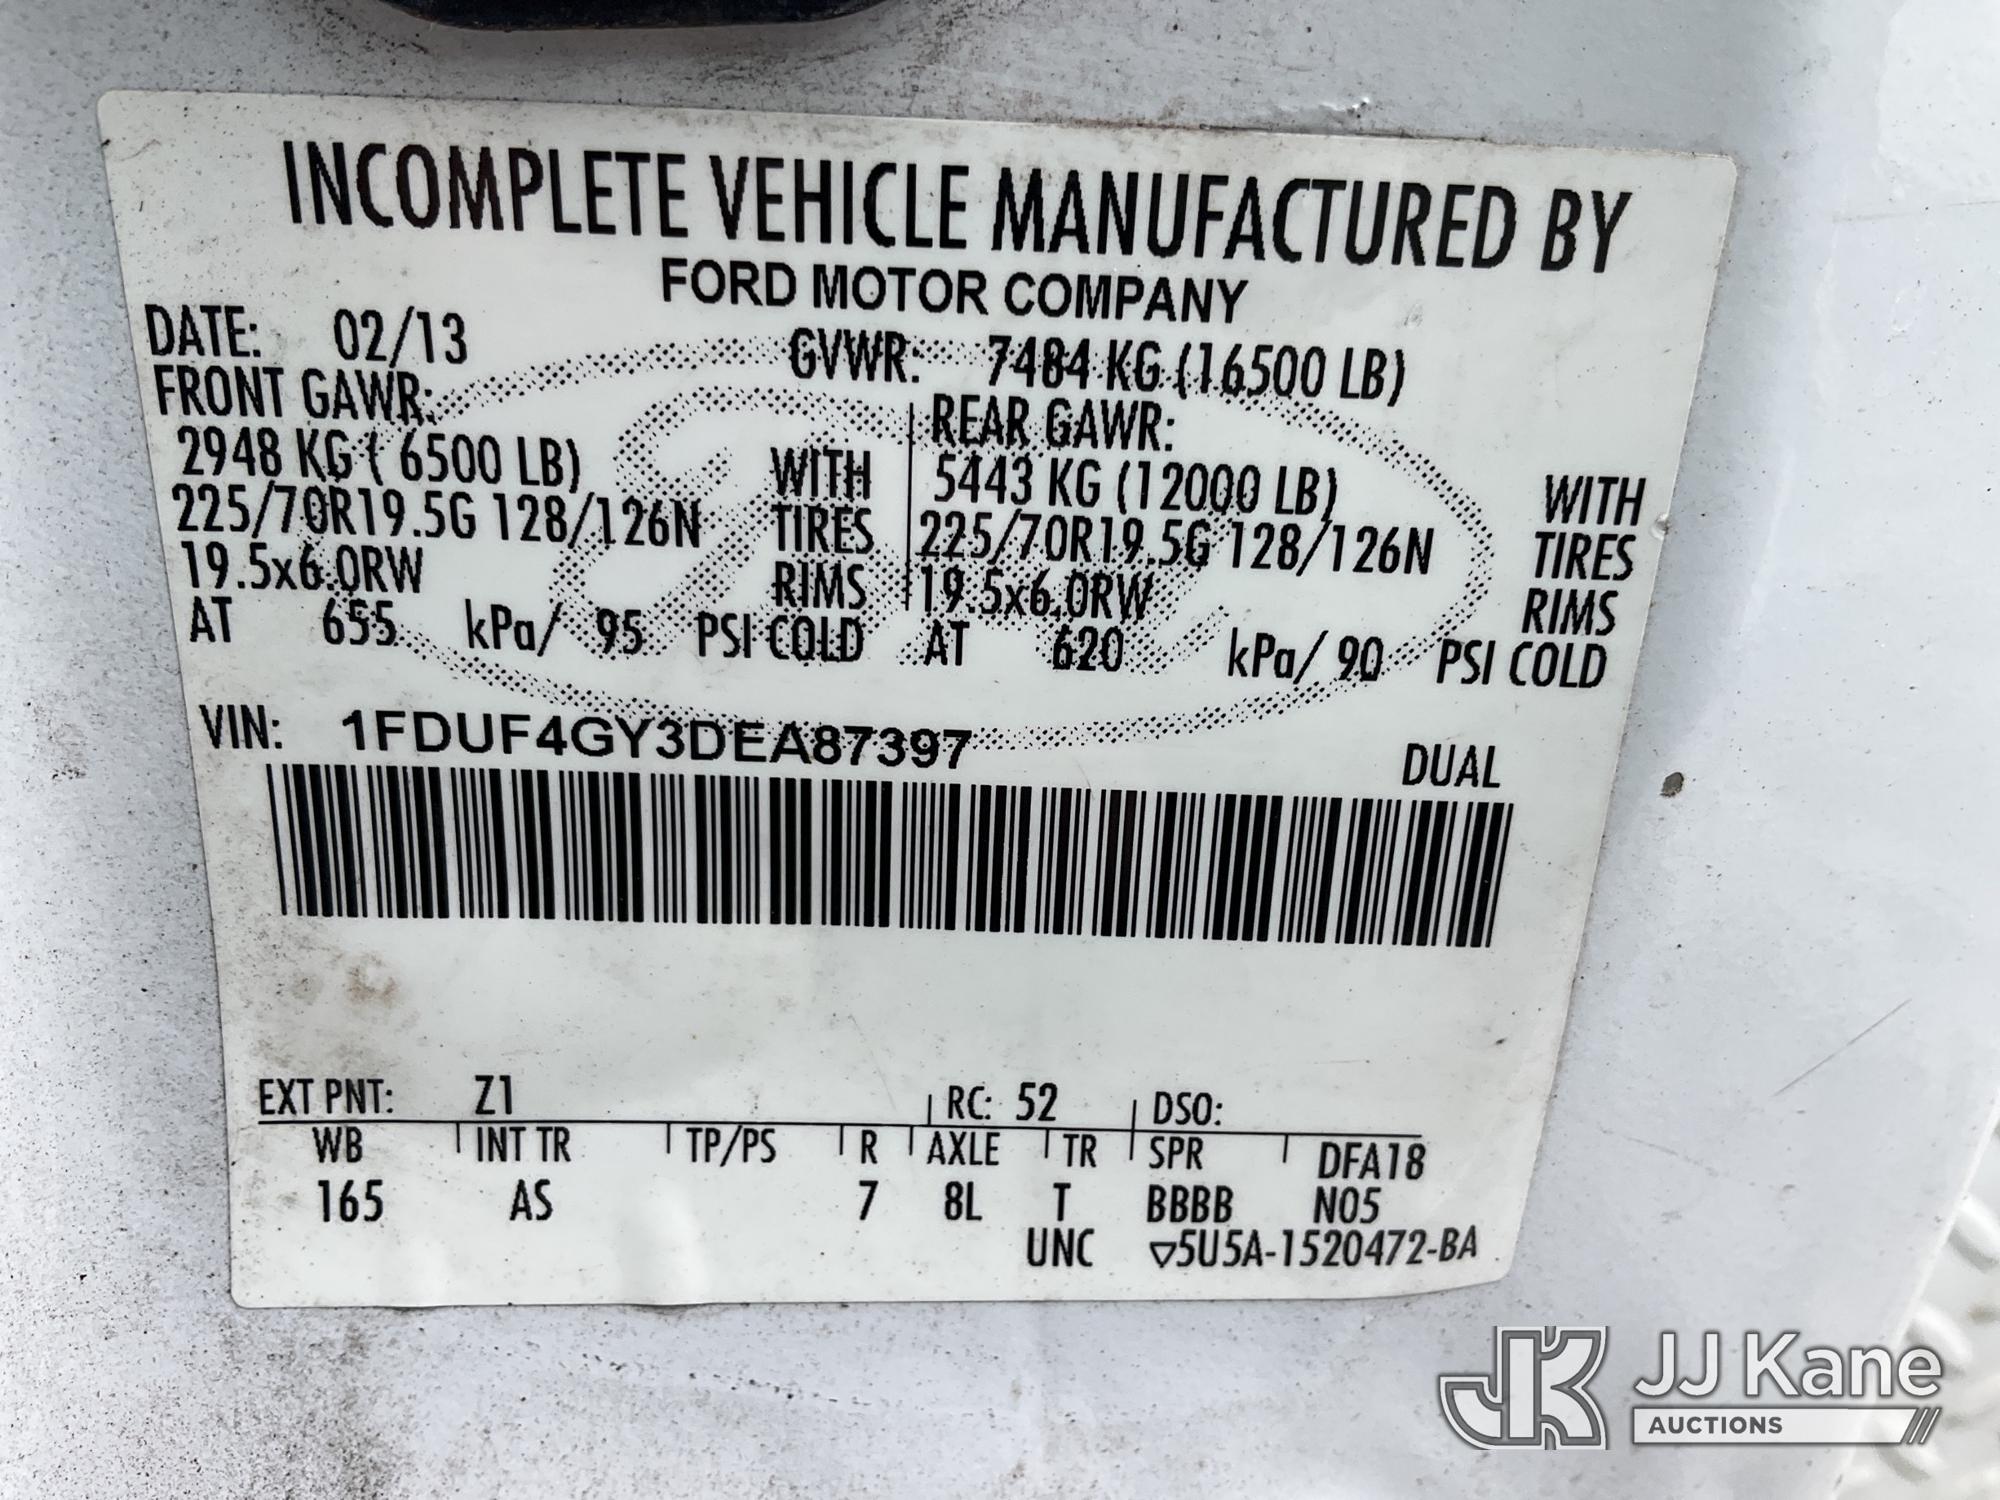 INCOMPLETE VEHICLE MANUFACTURED BY
FORD MOTOR COMPANY
DATE: 02/13 GVWR: 7484 KG (16500 LB)
FRONT GAWR: REAR GAWR:
2948 KG ( 6500 LB) WITH 5443 KG (12000 LB) WITH
225/70R19.5G 128/126N TIRES 225/70R19.5G 128/126N TIRES
19.5x6.0RW RIMS 19.5x6.0RW RIMS
AT 655 kPa/ 95 PSI COLD AT 620 kPa/ 90 PSI COLD
VIN: 1FDUF4GY3DEA87397
DUAL
EXT PNT: Z1 RC: 52 DSO:
WB INT TR TP/PS R AXLE TR SPR DFA18
165 AS 7 8L T BBBB N05
UNC ▽5U5A-1520472-BA
JK JJ Kane
AUCTIONS